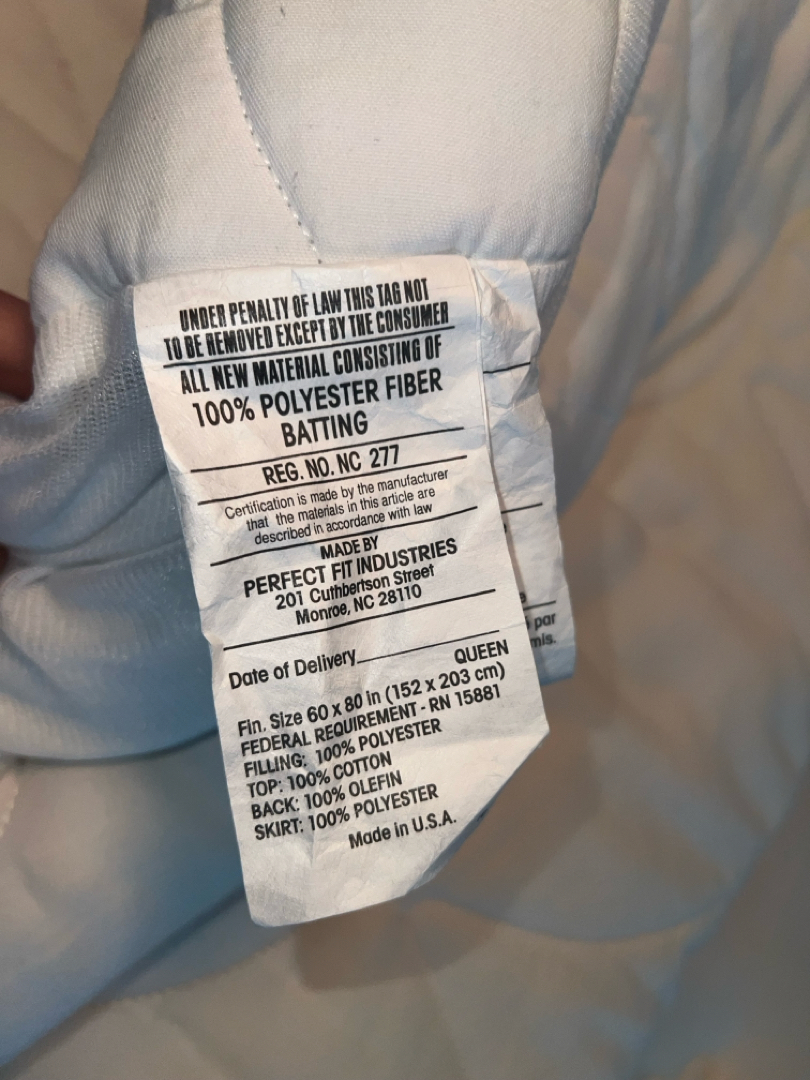 UNDER PENALTY OF LAW THIS TAG NOT
TO BE REMOVED EXCEPT BY THE CONSUMER
ALL NEW MATERIAL CONSISTING OF
100% POLYESTER FIBER
BATTING
REG. NO. NC 277
Certification is made by the manufacturer
that the materials in this article are
described in accordance with law
MADE BY
PERFECT FIT INDUSTRIES
201 Cuthbertson Street
Monroe, NC 28110
Date of Delivery
QUEEN
Fin. Size 60 x 80 in (152 x 203 cm)
FEDERAL REQUIREMENT - RN 15881
FILLING: 100% POLYESTER
TOP: 100% COTTON
BACK: 100% OLEFIN
SKIRT: 100% POLYESTER
Made in U.S.A.
par